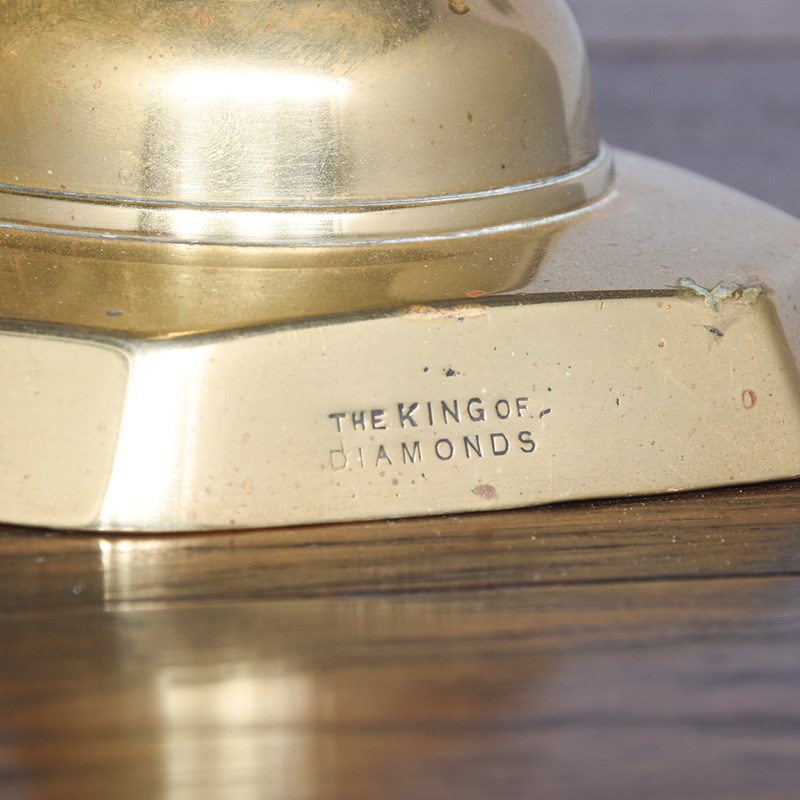 THE KING OF
DIAMONDS